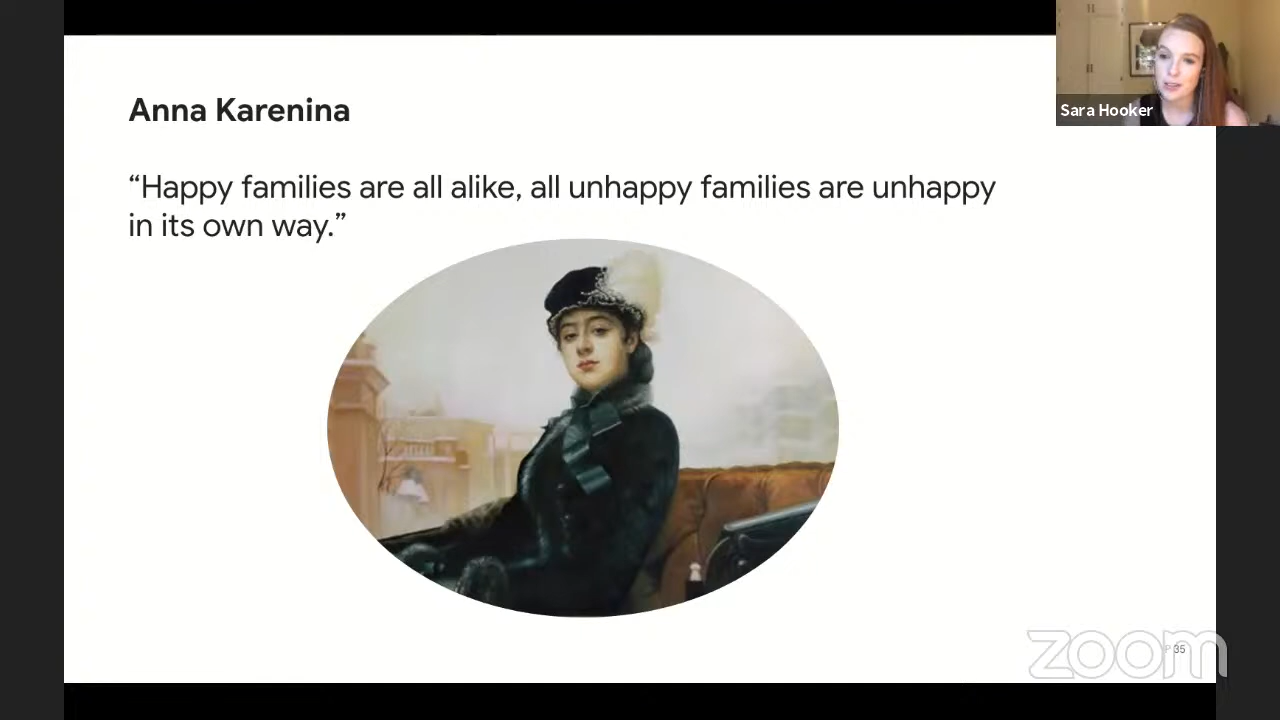 Anna Karenina
“Happy families are all alike, all unhappy families are unhappy
in its own way.”
Sara Hooker
zoom
P 35